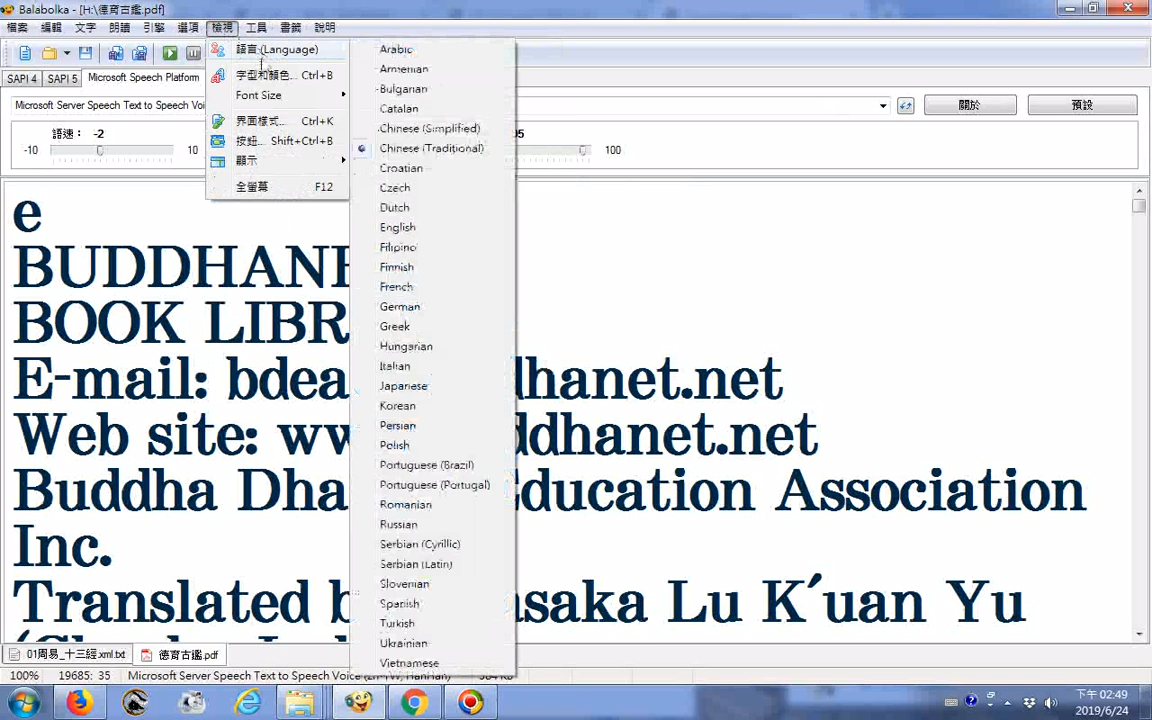 Balabolka - [H:\德育古鑑.pdf]
檔案 編輯 文字 朗讀 引擎 選項 檢視 工具 書籤 說明
SAPI 4 SAPI 5 Microsoft Speech Platform
Microsoft Server Speech Text to Speech Voi
關於 預設
語速： -2
-10 10
05
100
語言 (Language)
字型和顏色... Ctrl+B
Font Size
界面樣式... Ctrl+K
按鈕... Shift+Ctrl+B
顯示
全螢幕 F12
Arabic
Armenian
Bulgarian
Catalan
Chinese (Simplified)
Chinese (Traditional)
Croatian
Czech
Dutch
English
Filipino
Finnish
French
German
Greek
Hungarian
Italian
Japanese
Korean
Persian
Polish
Portuguese (Brazil)
Portuguese (Portugal)
Romanian
Russian
Serbian (Cyrillic)
Serbian (Latin)
Slovenian
Spanish
Turkish
Ukrainian
Vietnamese
e
BUDDHANE
BOOK LIBR
E-mail: bdea dhanet.net
Web site: ww ddhanet.net
Buddha Dha Education Association
Inc.
Translated b asaka Lu K'uan Yu
01周易_十三經.xml.txt 德育古鑑.pdf
100% 19685: 35 Microsoft Server Speech Text to Speech Voice (zh-TW, HanHan)
下午 02:49
2019/6/24